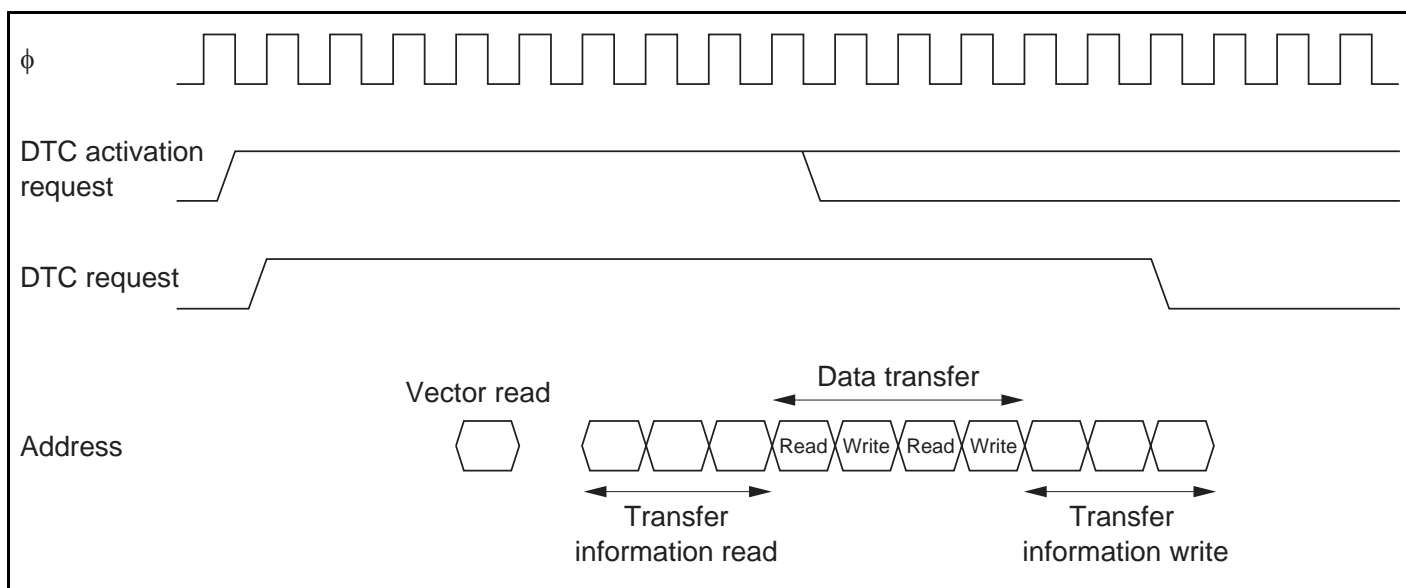 ϕ
DTC activation
request
DTC request
Data transfer
Vector read
Address
Read Write Read Write
Transfer
information read
Transfer
information write